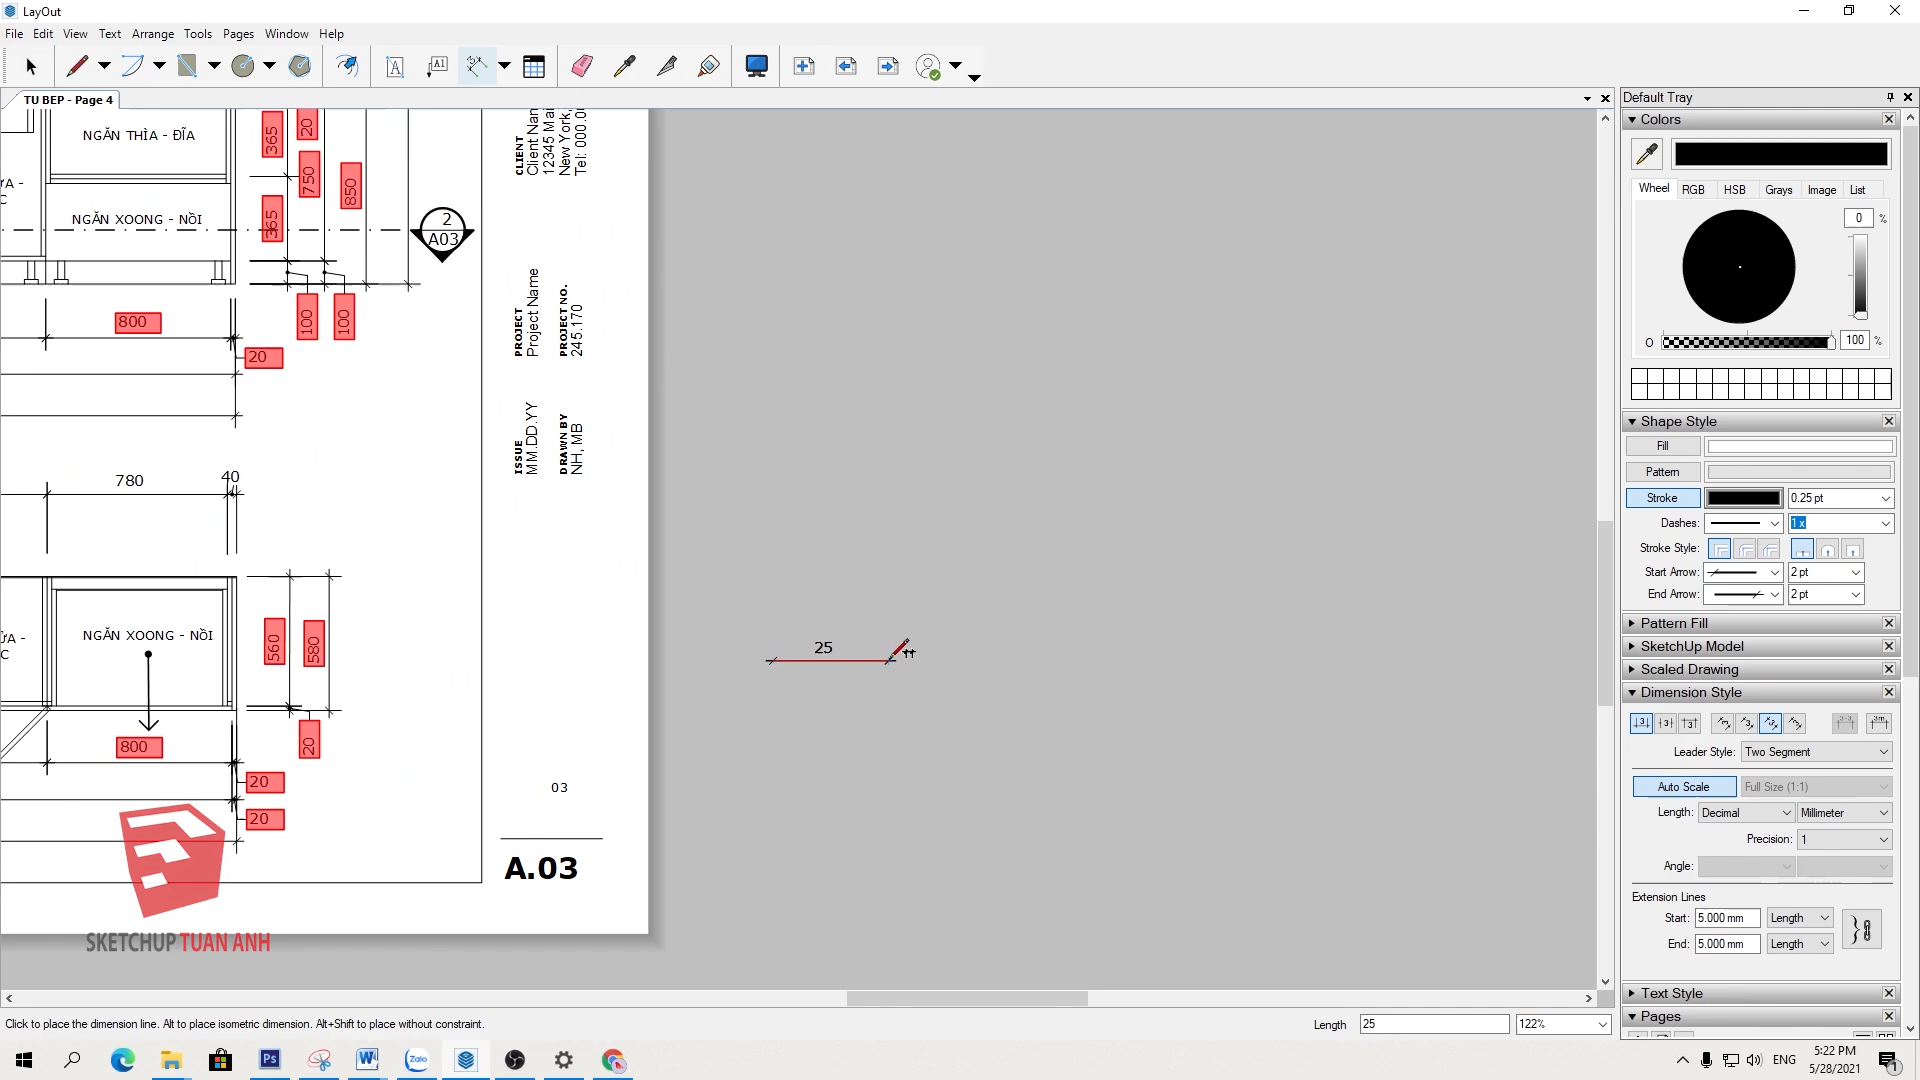 LayOut
File Edit View Text Arrange Tools Pages Window Help
TU BEP - Page 4
NGĂN THÌA - ĐĨA
NGĂN XOONG - NỒI
365
20
750
850
365
2
A03
100
100
800
20
CLIENT
12345 Mai
New York,
PROJECT
Project Name
PROJECT NO.
245.170
ISSUE
MM.DD.YY
DRAWN BY
NH, MB
780
40
25
NGĂN XOONG - NỒI
560
580
800
20
20
20
03
A.03
SKETCHUP TUAN ANH
Default Tray
Colors
Wheel RGB HSB Grays Image List
0 %
O 100 %
Shape Style
Fill
Pattern
Stroke 0.25 pt
Dashes: 1 x
Stroke Style:
Start Arrow: 2 pt
End Arrow: 2 pt
Pattern Fill
SketchUp Model
Scaled Drawing
Dimension Style
Leader Style: Two Segment
Auto Scale Full Size (1:1)
Length: Decimal Millimeter
Precision: 1
Angle:
Extension Lines
Start: 5.000 mm Length
End: 5.000 mm Length
Text Style
Pages
Click to place the dimension line. Alt to place isometric dimension. Alt+Shift to place without constraint.
Length 25 122%
ENG
5:22 PM
5/28/2021